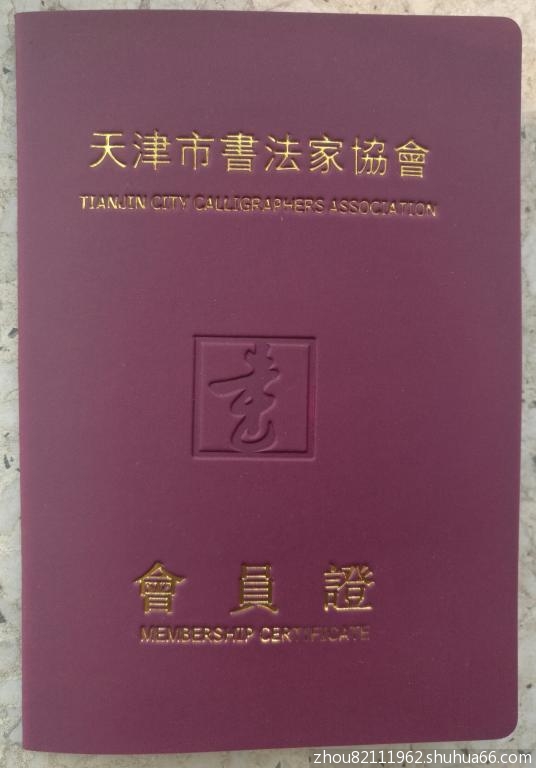 天津市書法家協會
TIANJIN CITY CALLIGRAPHERS ASSOCIATION
會員證
MEMBERSHIP CERTIFICATE
zhou82111962.shuhua66.com